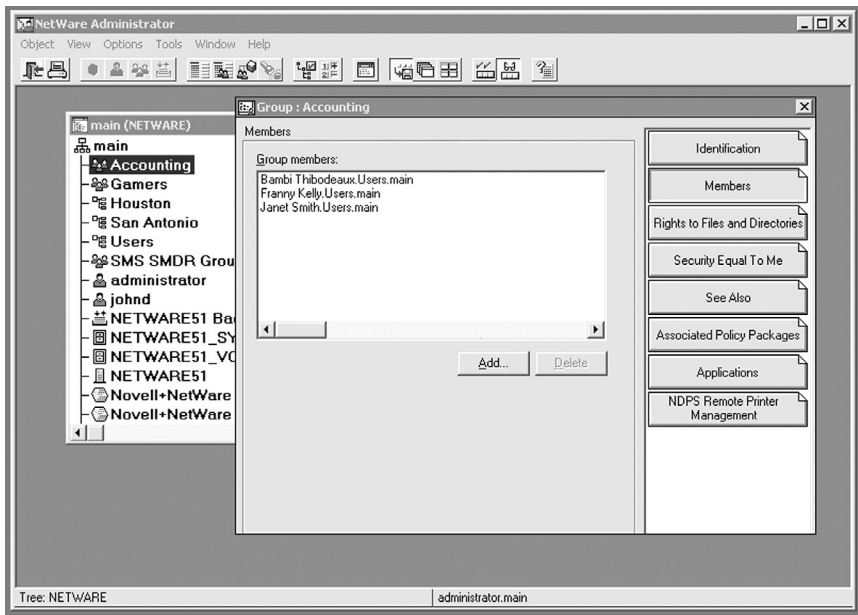 NetWare Administrator
Object View Options Tools Window Help
main (NETWARE)
main
Accounting
Gamers
Houston
San Antonio
Users
SMS SMDR Grou
administrator
johnd
NETWARE51 Ba
NETWARE51_SY
NETWARE51_VO
NETWARE51
Novell+NetWare
Novell+NetWare
Group : Accounting
Members
Group members:
Bambi Thibodeaux.Users.main
Franny Kelly.Users.main
Janet Smith.Users.main
Add...
Delete
Identification
Members
Rights to Files and Directories
Security Equal To Me
See Also
Associated Policy Packages
Applications
NDPS Remote Printer
Management
Tree: NETWARE
administrator.main